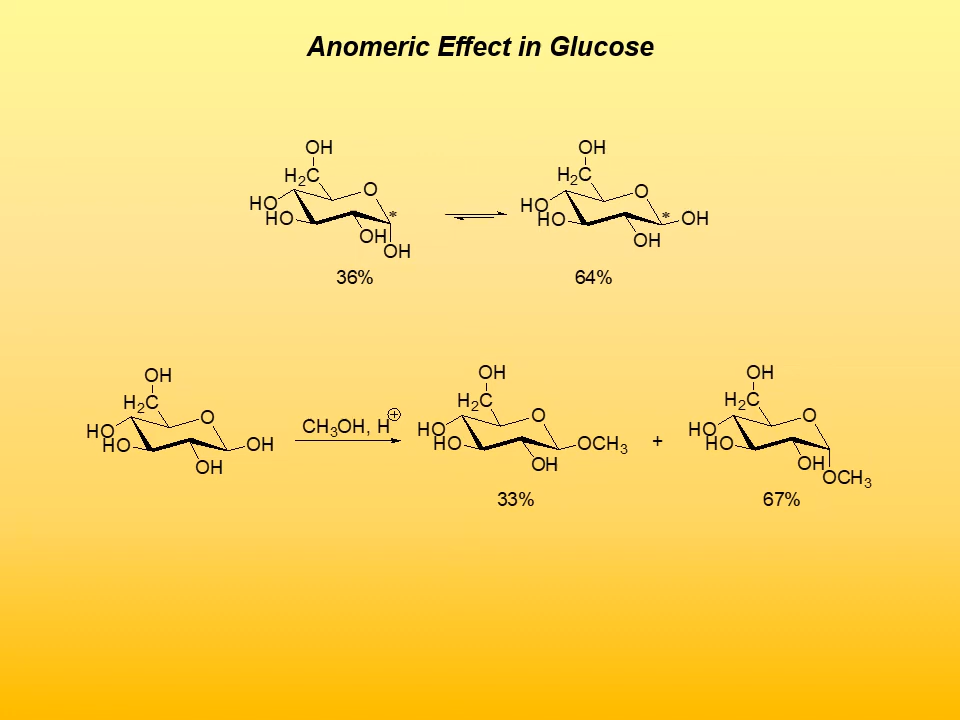 Anomeric Effect in Glucose
OH
H2C
O
HO
HO
*
OH
OH
36%
OH
H2C
O
HO
HO
*
OH
OH
64%
OH
H2C
O
HO
HO
OH
OH
CH3OH, H⊕
OH
H2C
O
HO
HO
OCH3
OH
33%
+
OH
H2C
O
HO
HO
OH
OCH3
67%